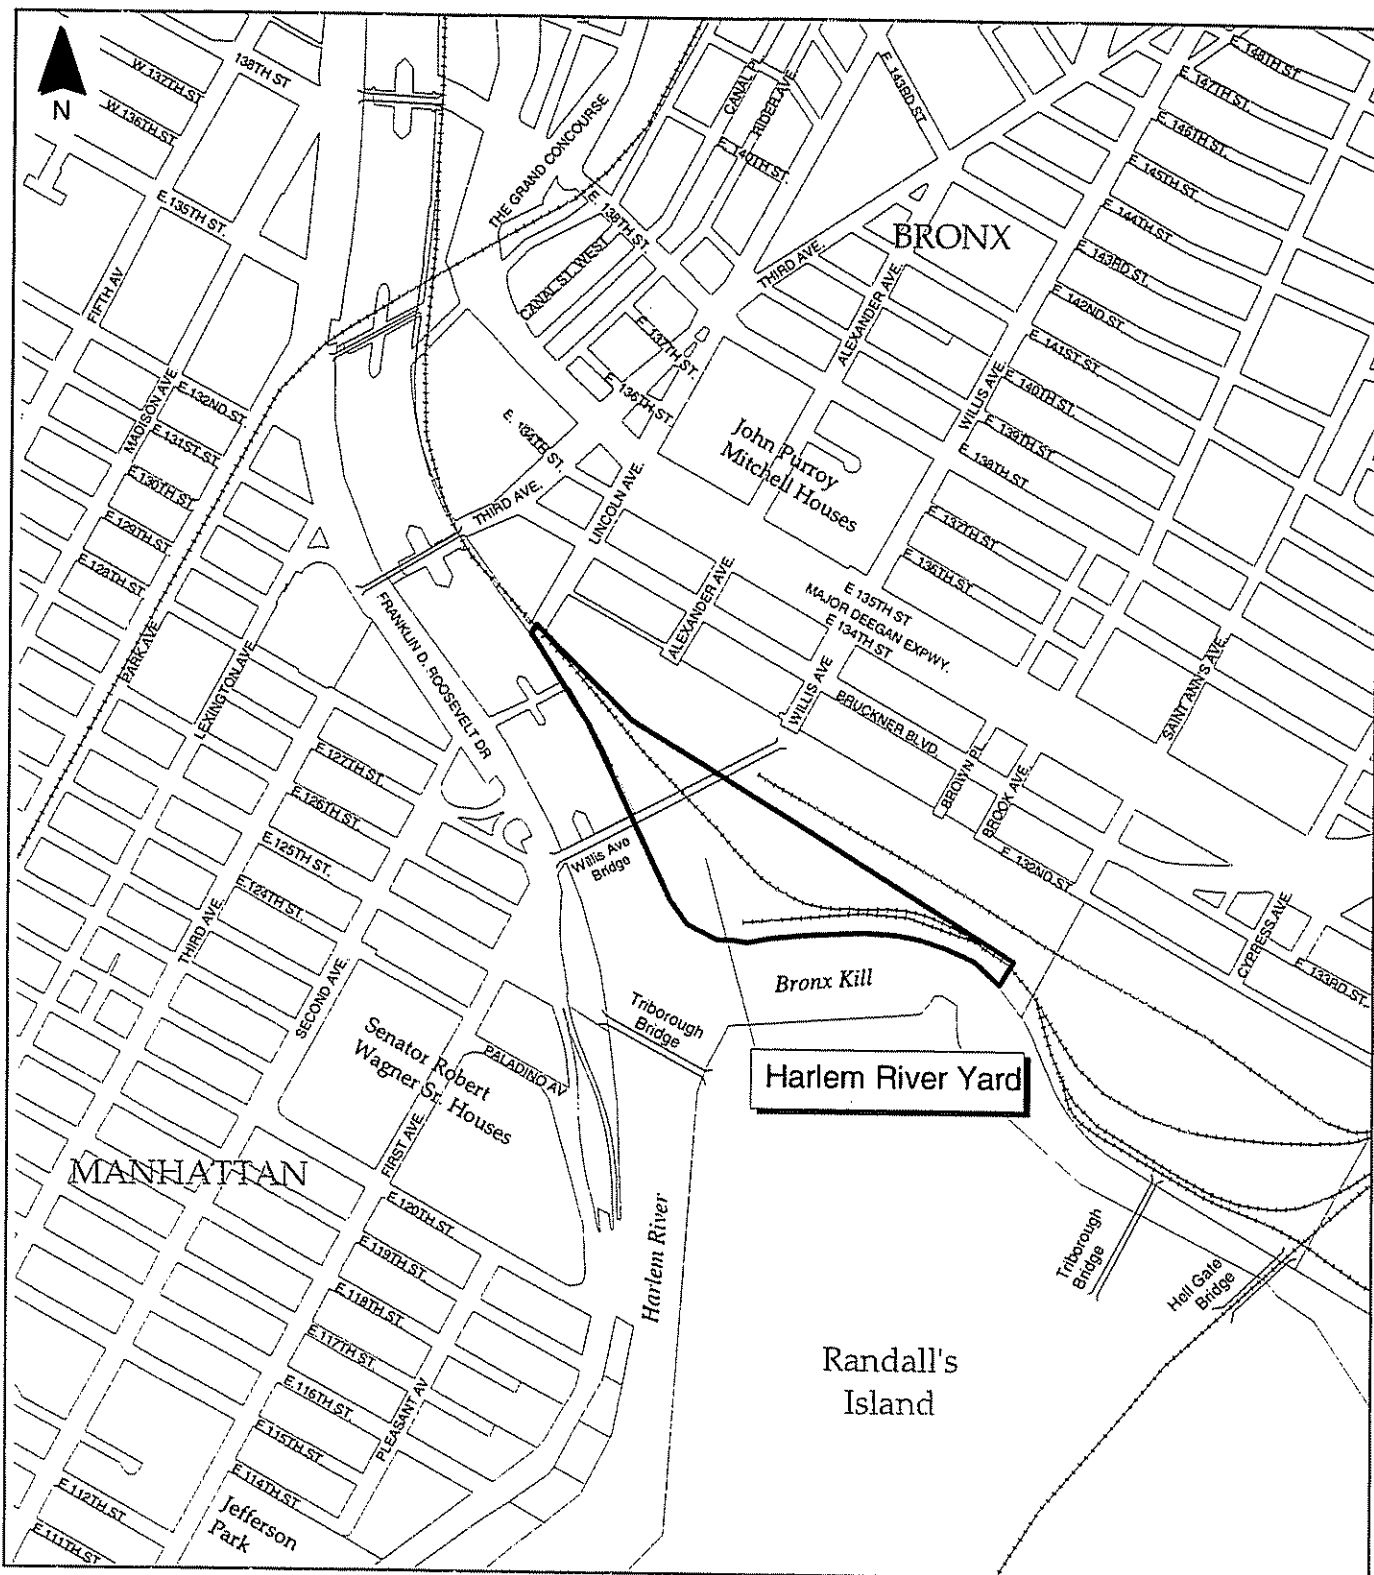 N
138TH ST
W 137TH ST
W. 136TH ST.
E. 135TH ST.
FIFTH AV
MADISON AVE.
E. 132ND ST.
E. 131ST ST.
E. 130TH ST.
E. 129TH ST.
E. 128TH ST.
PARK AVE
LEXINGTON AVE
FRANKLIN D. ROOSEVELT DR
E. 127TH ST.
E. 126TH ST.
E. 125TH ST.
E. 124TH ST.
THIRD AVE.
SECOND AVE.
Senator Robert
Wagner Sr. Houses
PALADINO AV
FIRST AVE.
MANHATTAN
E. 120TH ST
E. 119TH ST.
E. 118TH ST.
E. 117TH ST.
E. 116TH ST.
E. 115TH ST
E. 114TH ST.
PLEASANT AV
E. 112TH ST.
E. 111TH ST
Jefferson
Park
THE GRAND CONCOURSE
CANAL PL
RIDER AVE.
E. 140TH ST.
E. 143RD ST
E. 138TH ST.
CANAL ST. WEST
THIRD AVE.
BRONX
ALEXANDER AVE.
E. 148TH ST.
E. 147TH ST.
E. 146TH ST.
E. 145TH ST.
E. 144TH ST.
E. 143RD ST.
E. 142ND ST.
E. 141ST ST.
E. 140TH ST.
E. 139TH ST.
E. 138TH ST.
E. 137TH ST.
E. 136TH ST.
WILLIS AVE.
E. 137TH ST.
E. 136TH ST.
E. 134TH ST.
John Purroy
Mitchell Houses
THIRD AVE.
LINCOLN AVE.
ALEXANDER AVE.
E 135TH ST
MAJOR DEEGAN EXPWY.
E 134TH ST
WILLIS AVE
BRUCKNER BLVD.
BROWN PL.
BROOK AVE.
SAINT ANN'S AVE.
E. 132ND ST.
CYPRESS AVE.
E. 133RD ST.
Willis Ave
Bridge
Bronx Kill
Triborough
Bridge
Harlem River Yard
Harlem River
Triborough
Bridge
Hell Gate
Bridge
Randall's
Island